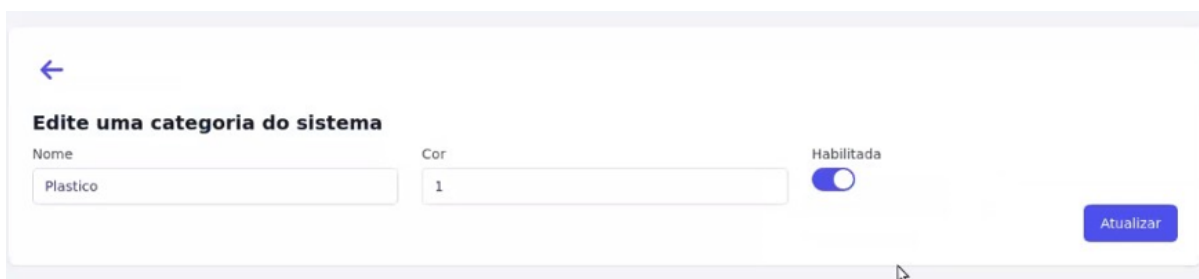 Edite uma categoria do sistema
Nome Cor Habilitada
Plastico 1
Atualizar